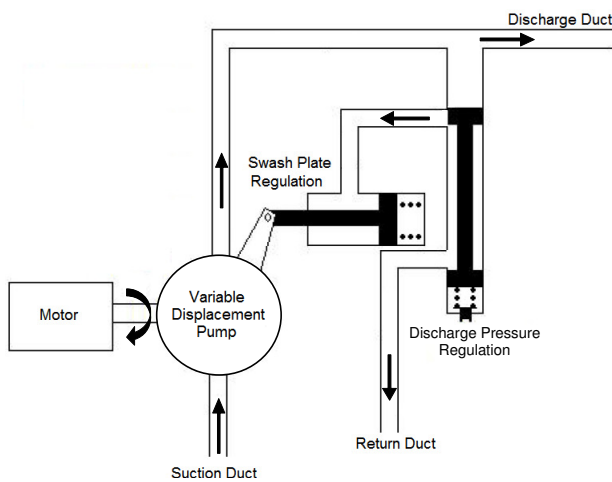 Discharge Duct
Swash Plate
Regulation
Variable
Displacement
Pump
Motor
Discharge Pressure
Regulation
Return Duct
Suction Duct